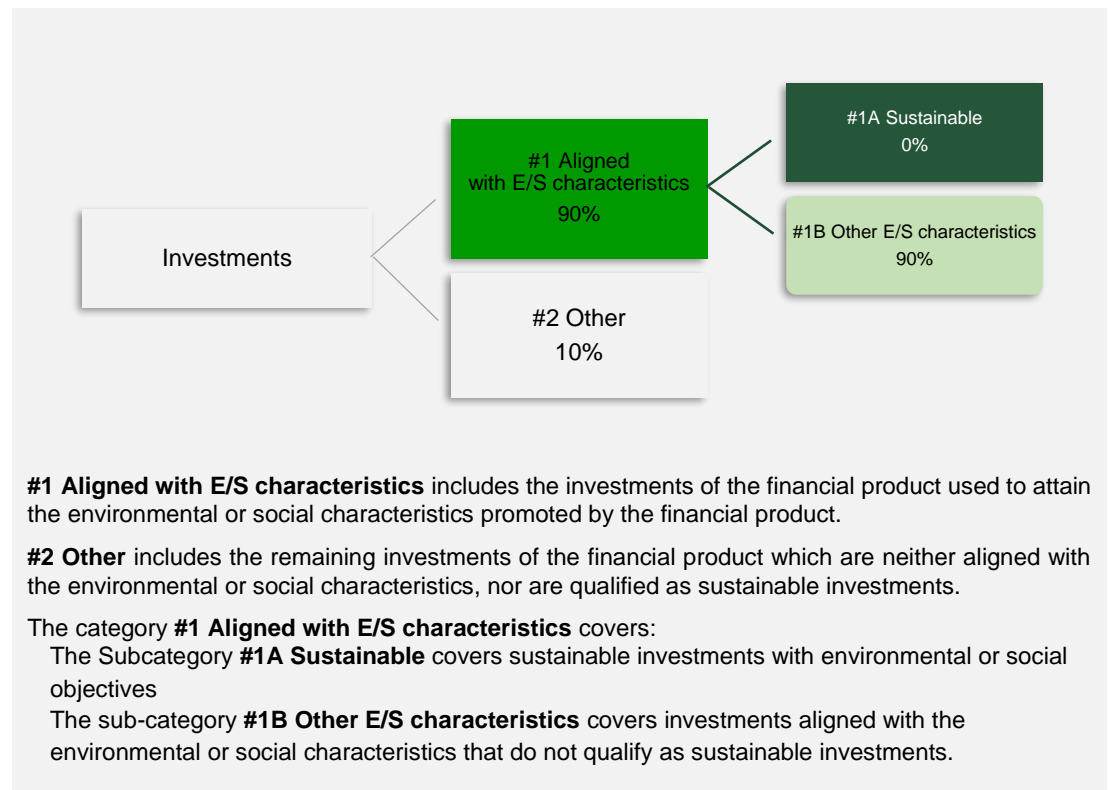 #1A Sustainable
0%
#1 Aligned
with E/S characteristics
90%
#1B Other E/S characteristics
90%
Investments
#2 Other
10%
#1 Aligned with E/S characteristics includes the investments of the financial product used to attain
the environmental or social characteristics promoted by the financial product.
#2 Other includes the remaining investments of the financial product which are neither aligned with
the environmental or social characteristics, nor are qualified as sustainable investments.
The category #1 Aligned with E/S characteristics covers:
The Subcategory #1A Sustainable covers sustainable investments with environmental or social
objectives
The sub-category #1B Other E/S characteristics covers investments aligned with the
environmental or social characteristics that do not qualify as sustainable investments.